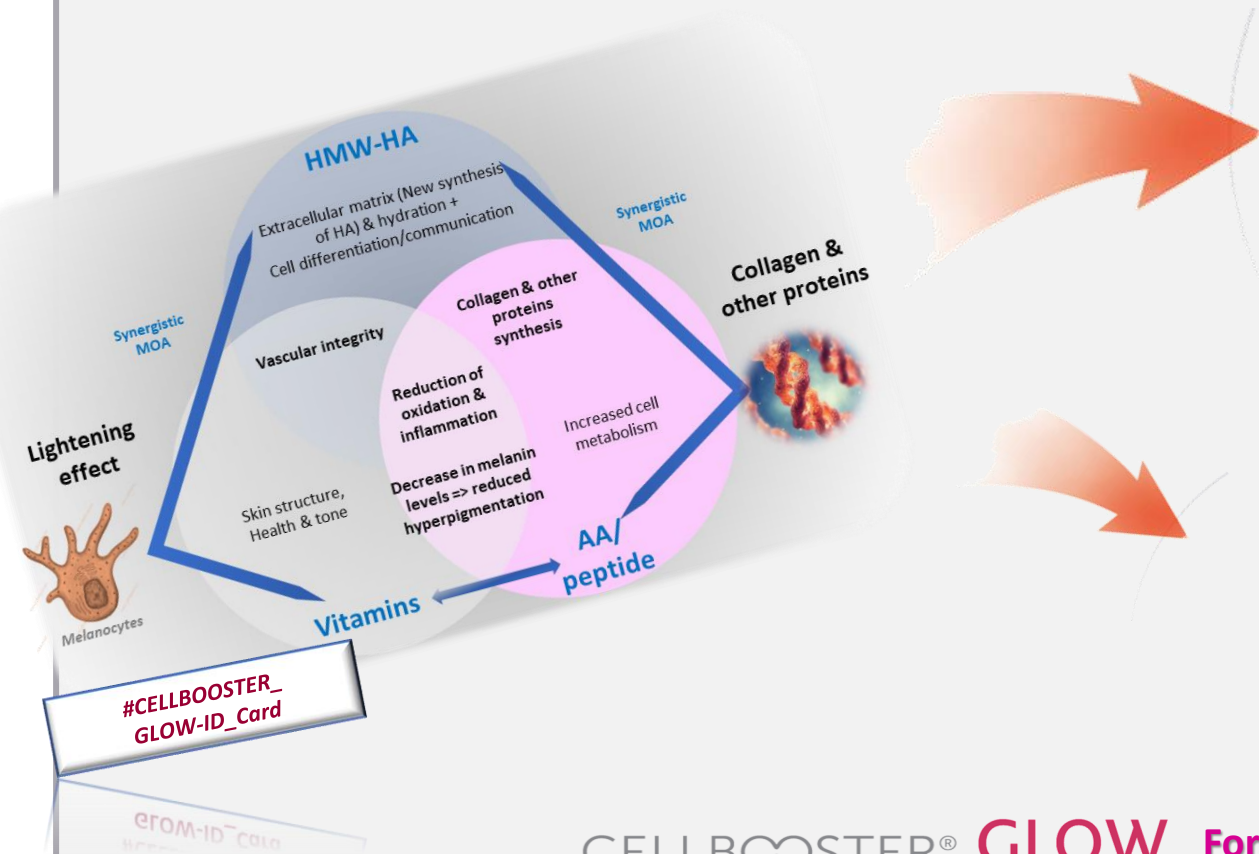 HMW-HA
Extracellular matrix (New synthesis
of HA) & hydration +
Cell differentiation/communication
Synergistic
MOA
Collagen &
other proteins
Collagen & other
proteins
synthesis
Synergistic
MOA
Vascular integrity
Reduction of
oxidation &
inflammation
Increased cell
metabolism
Lightening
effect
Decrease in melanin
levels => reduced
hyperpigmentation
Skin structure,
Health & tone
AA/
peptide
Vitamins
Melanocytes
#CELLBOOSTER_
GLOW-ID_Card
CELLBOOSTER® GLOW For